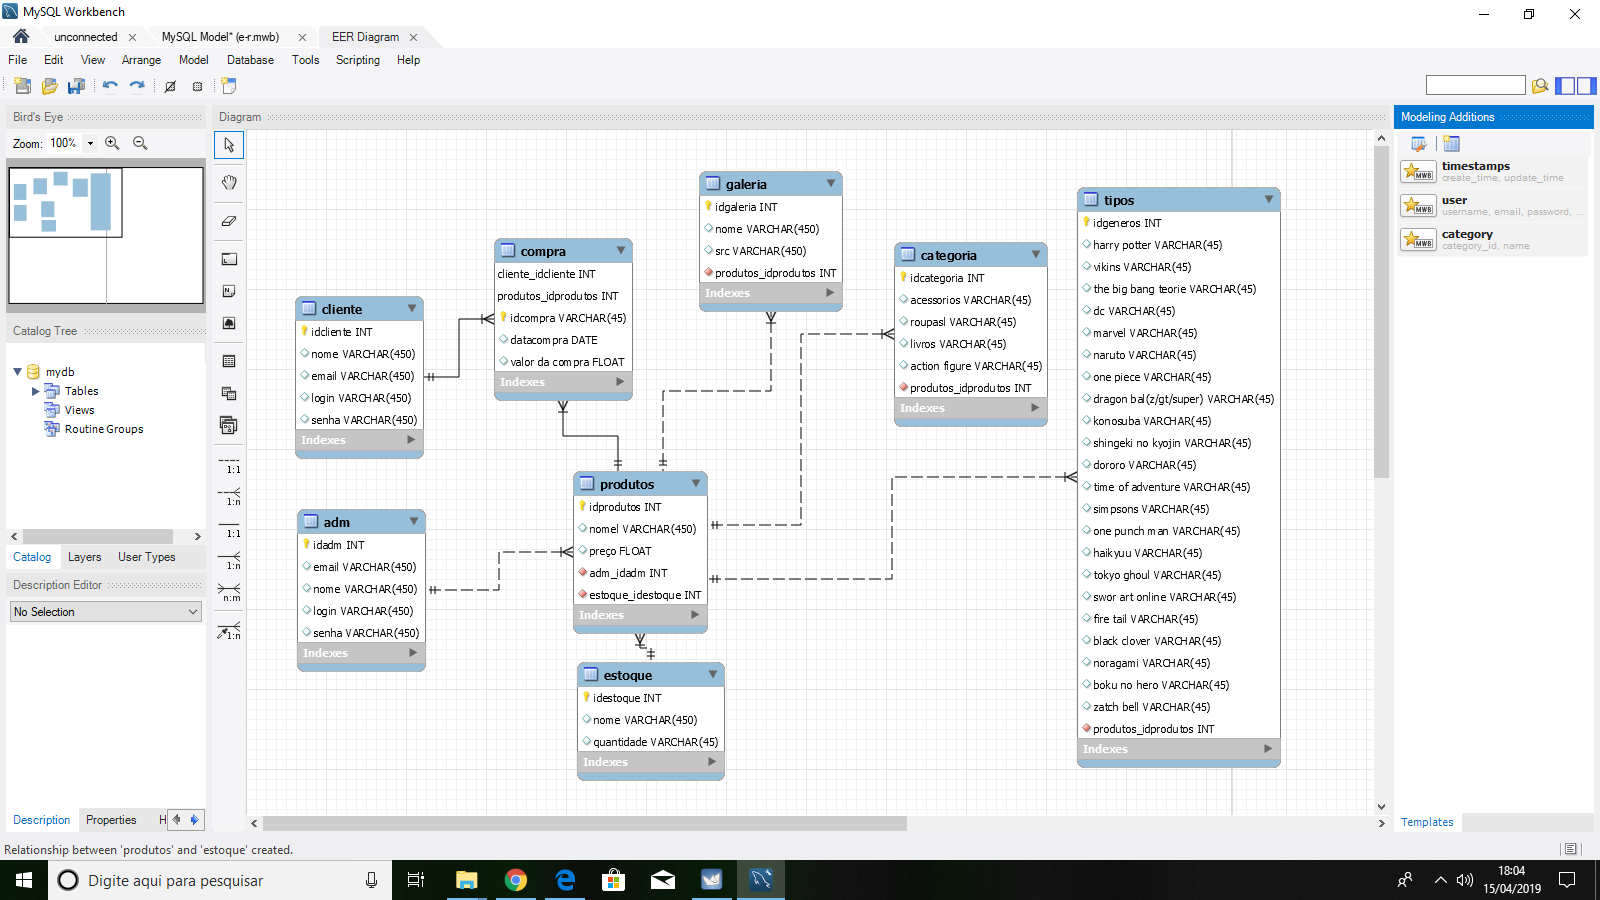 MySQL Workbench
unconnected
MySQL Model* (e-r.mwb)
EER Diagram
File Edit View Arrange Model Database Tools Scripting Help
Bird's Eye
Zoom: 100%
Catalog Tree
mydb
Tables
Views
Routine Groups
Catalog Layers User Types
Description Editor
No Selection
Description Properties H
Diagram
1:1
1:n
1:1
1:n
n:m
1:n
cliente
idcliente INT
nome VARCHAR(450)
email VARCHAR(450)
login VARCHAR(450)
senha VARCHAR(450)
Indexes
adm
idadm INT
email VARCHAR(450)
nome VARCHAR(450)
login VARCHAR(450)
senha VARCHAR(450)
Indexes
compra
cliente_idcliente INT
produtos_idprodutos INT
idcompra VARCHAR(45)
datacompra DATE
valor da compra FLOAT
Indexes
produtos
idprodutos INT
nomel VARCHAR(450)
preço FLOAT
adm_idadm INT
estoque_idestoque INT
Indexes
estoque
idestoque INT
nome VARCHAR(450)
quantidade VARCHAR(45)
Indexes
galeria
idgaleria INT
nome VARCHAR(450)
src VARCHAR(450)
produtos_idprodutos INT
Indexes
categoria
idcategoria INT
acessorios VARCHAR(45)
roupasl VARCHAR(45)
livros VARCHAR(45)
action figure VARCHAR(45)
produtos_idprodutos INT
Indexes
tipos
idgeneros INT
harry potter VARCHAR(45)
vikins VARCHAR(45)
the big bang teorie VARCHAR(45)
dc VARCHAR(45)
marvel VARCHAR(45)
naruto VARCHAR(45)
one piece VARCHAR(45)
dragon bal(z/gt/super) VARCHAR(45)
konosuba VARCHAR(45)
shingeki no kyojin VARCHAR(45)
dororo VARCHAR(45)
time of adventure VARCHAR(45)
simpsons VARCHAR(45)
one punch man VARCHAR(45)
haikyuu VARCHAR(45)
tokyo ghoul VARCHAR(45)
swor art online VARCHAR(45)
fire tail VARCHAR(45)
black clover VARCHAR(45)
noragami VARCHAR(45)
boku no hero VARCHAR(45)
zatch bell VARCHAR(45)
produtos_idprodutos INT
Indexes
Modeling Additions
MWB
timestamps
create_time, update_time
MWB
user
username, email, password, ...
MWB
category
category_id, name
Templates
Relationship between 'produtos' and 'estoque' created.
Digite aqui para pesquisar
18:04
15/04/2019